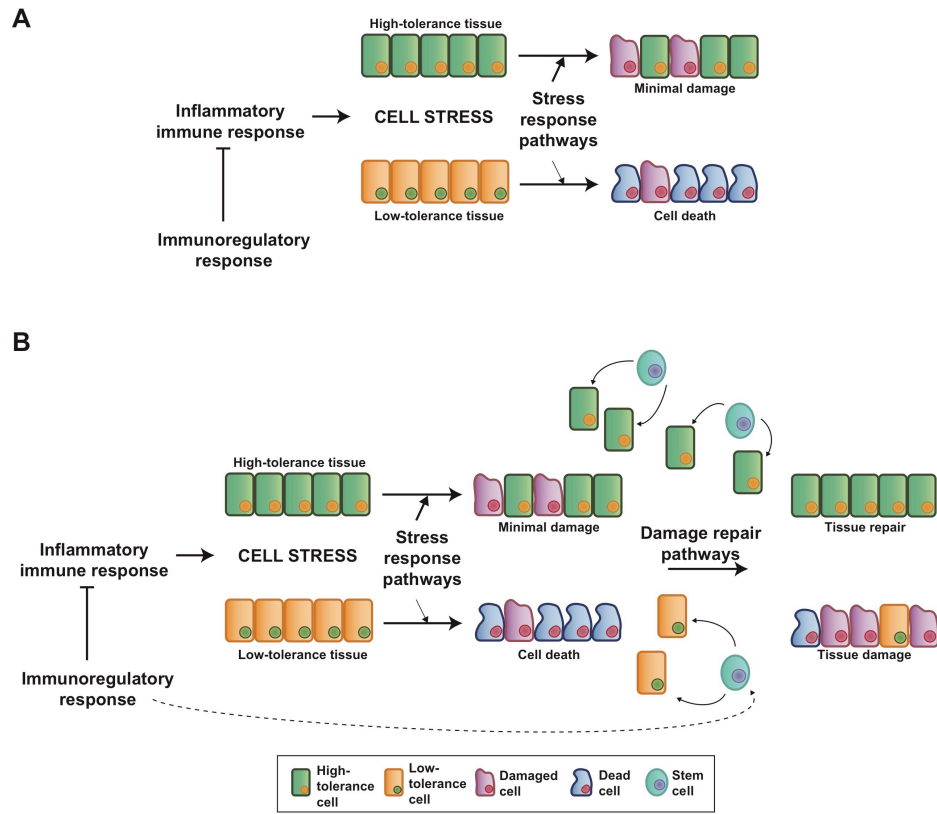 A
High-tolerance tissue
Minimal damage
Inflammatory
immune response
CELL STRESS
Stress
response
pathways
Low-tolerance tissue
Cell death
Immunoregulatory
response
B
High-tolerance tissue
Minimal damage
Tissue repair
Inflammatory
immune response
CELL STRESS
Stress
response
pathways
Damage repair
pathways
Low-tolerance tissue
Cell death
Tissue damage
Immunoregulatory
response
High-
tolerance
cell
Low-
tolerance
cell
Damaged
cell
Dead
cell
Stem
cell